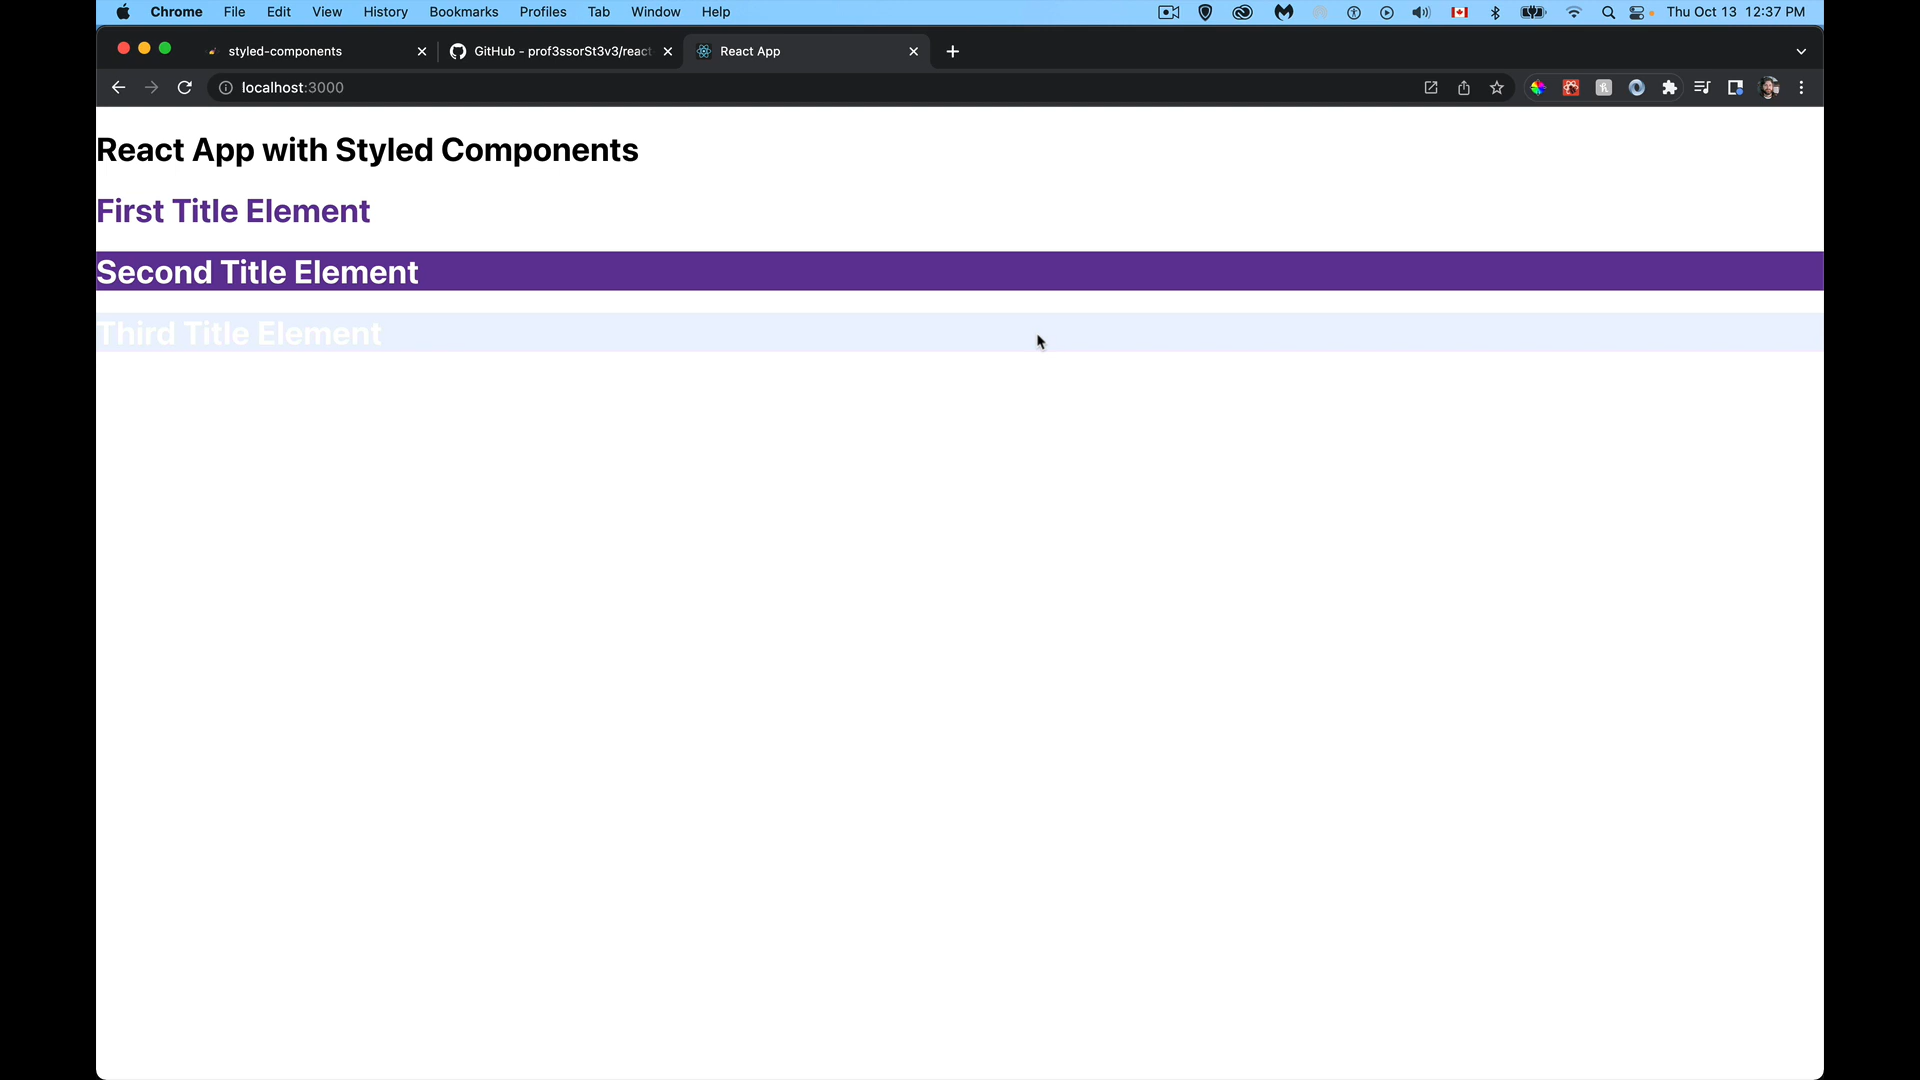 Chrome File Edit View History Bookmarks Profiles Tab Window Help Thu Oct 13 12:37 PM
styled-components GitHub - prof3ssorSt3v3/react React App
localhost:3000
React App with Styled Components
First Title Element
Second Title Element
Third Title Element